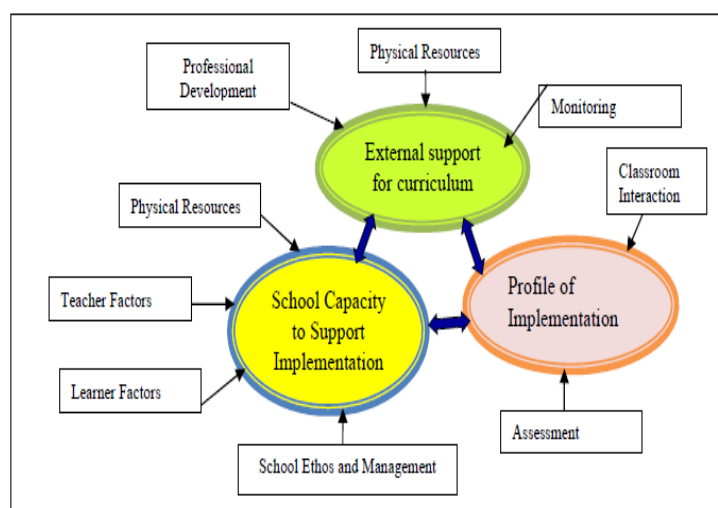 Physical Resources
Professional
Development
Monitoring
External support
for curriculum
Classroom
Interaction
Physical Resources
Teacher Factors
School Capacity
to Support
Implementation
Profile of
Implementation
Learner Factors
Assessment
School Ethos and Management